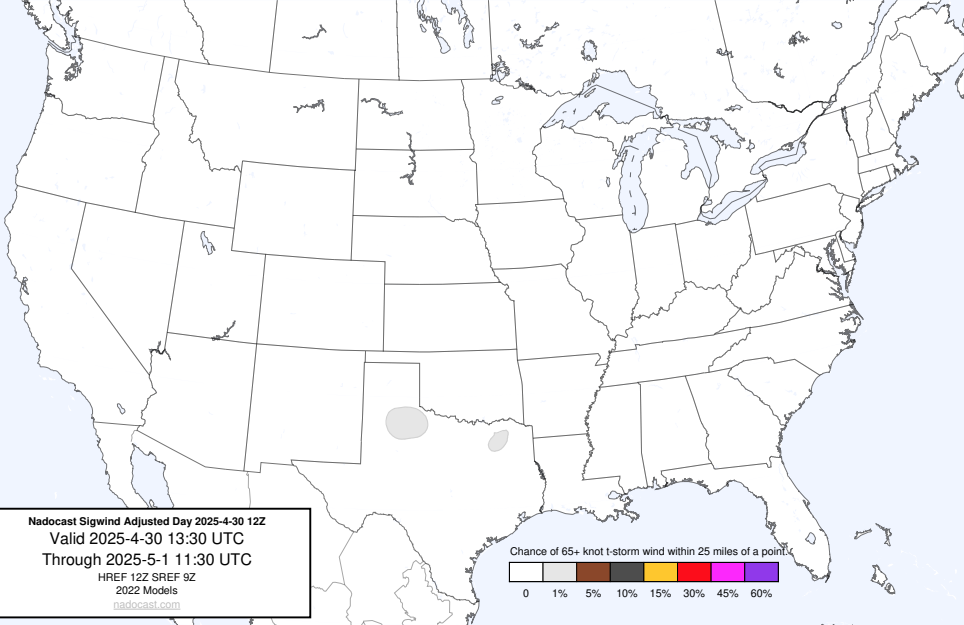 Nadocast Sigwind Adjusted Day 2025-4-30 12Z
Valid 2025-4-30 13:30 UTC
Through 2025-5-1 11:30 UTC
HREF 12Z SREF 9Z
2022 Models
nadocast.com
Chance of 65+ knot t-storm wind within 25 miles of a point.
0 1% 5% 10% 15% 30% 45% 60%